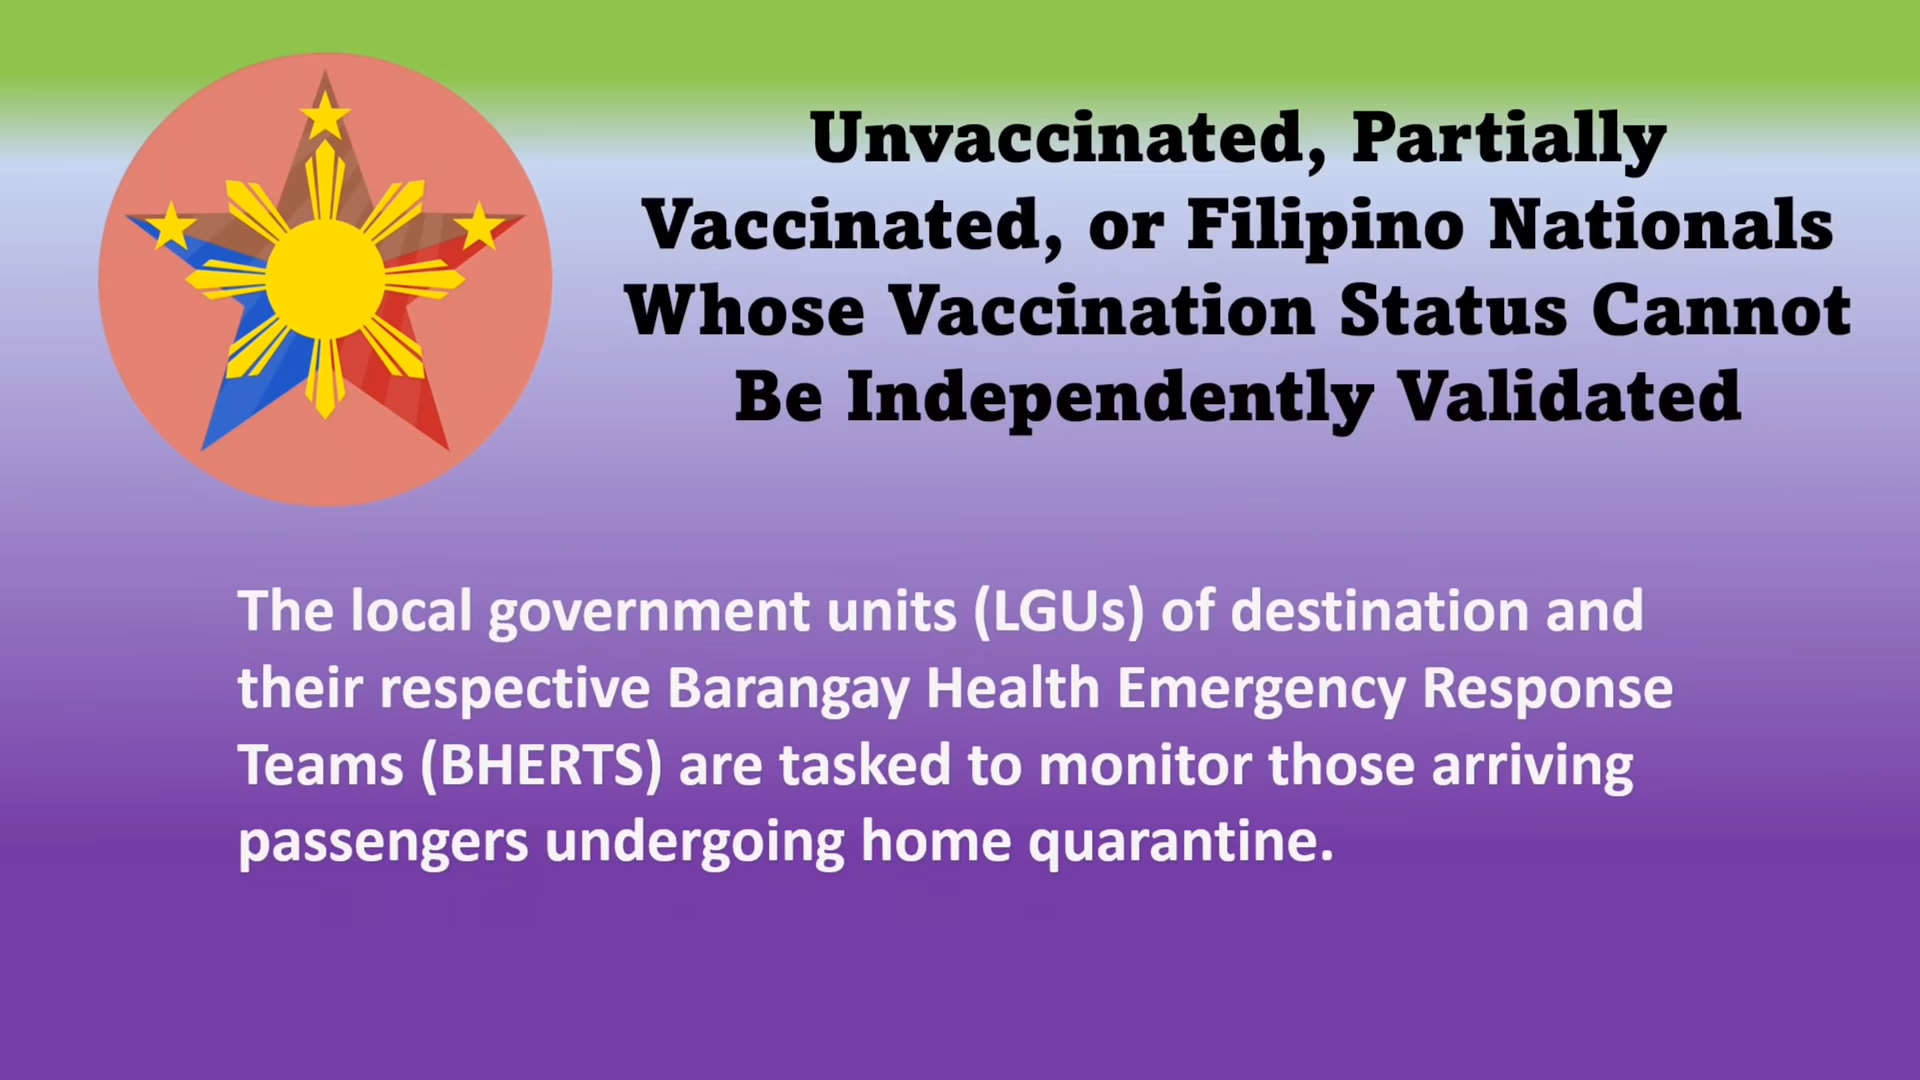 Unvaccinated, Partially
Vaccinated, or Filipino Nationals
Whose Vaccination Status Cannot
Be Independently Validated
The local government units (LGUs) of destination and
their respective Barangay Health Emergency Response
Teams (BHERTS) are tasked to monitor those arriving
passengers undergoing home quarantine.